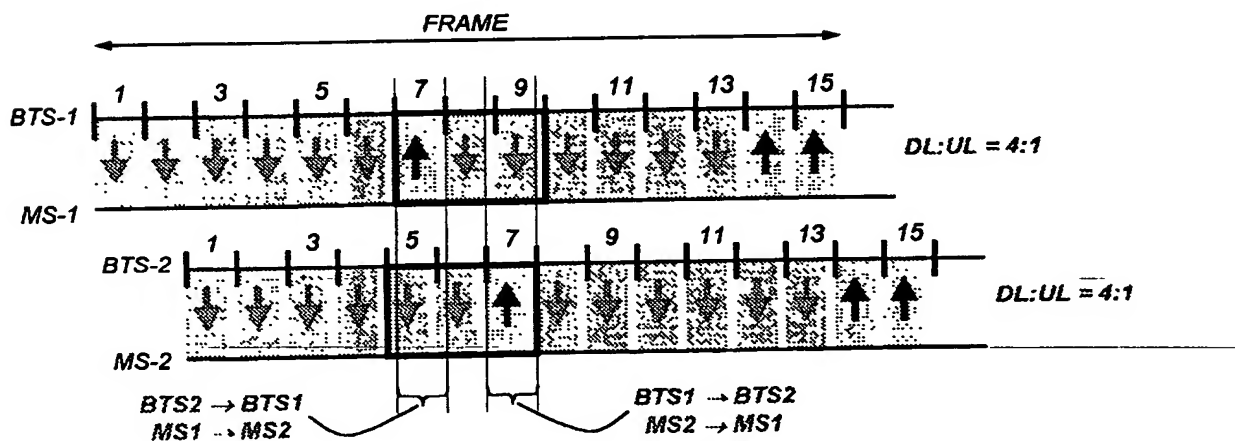 FRAME
1 3 5 7 9 11 13 15
BTS-1
DL:UL = 4:1
MS-1
1 3 5 7 9 11 13 15
BTS-2
DL:UL = 4:1
MS-2
BTS2 → BTS1
MS1 → MS2
BTS1 → BTS2
MS2 → MS1